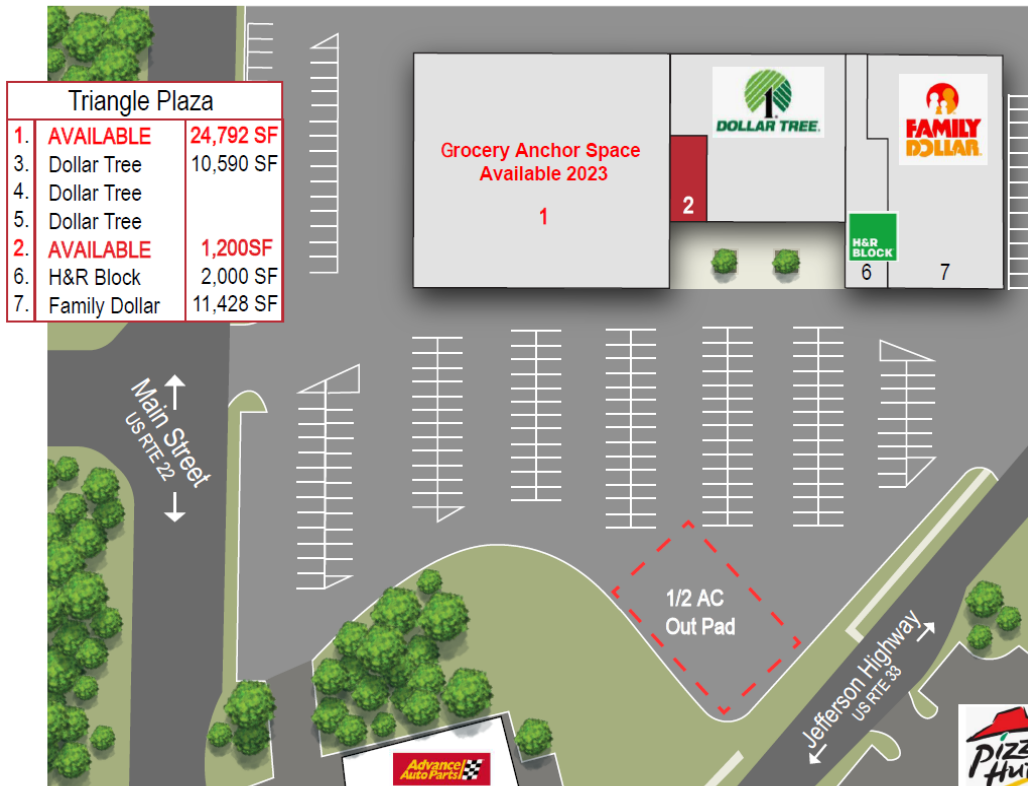 Triangle Plaza
1. AVAILABLE 24,792 SF
3. Dollar Tree 10,590 SF
4. Dollar Tree
5. Dollar Tree
2. AVAILABLE 1,200SF
6. H&R Block 2,000 SF
7. Family Dollar 11,428 SF
Grocery Anchor Space
Available 2023
1
2
1
DOLLAR TREE.
FAMILY
DOLLAR.
H&R
BLOCK
6
7
Main Street
US RTE 22
1/2 AC
Out Pad
Jefferson Highway
US RTE 33
Advance
Auto Parts
Pizza
Hut